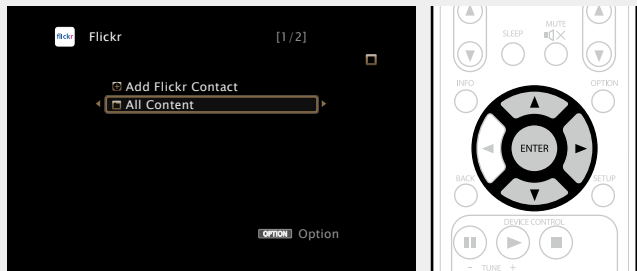 flickr Flickr [1/2]
Add Flickr Contact
All Content
OPTION Option
MUTE
SLEEP
INFO OPTION
ENTER
BACK SETUP
DEVICE CONTROL
- TUNE +